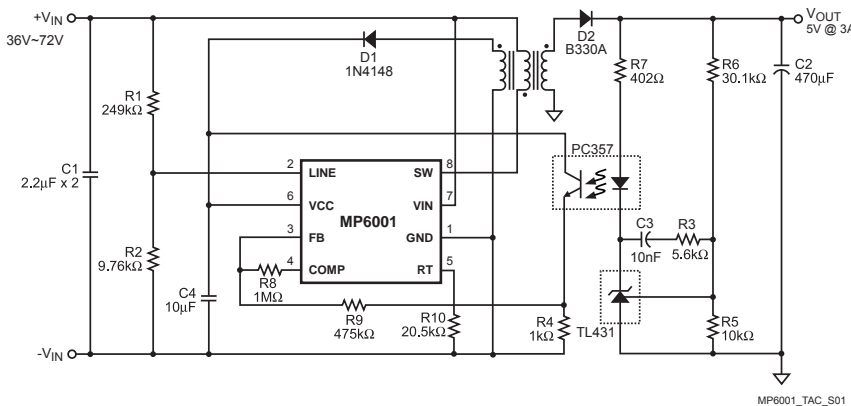 +VIN
36V~72V
D1
1N4148
D2
B330A
VOUT
5V @ 3A
R1
249kΩ
R7
402Ω
R6
30.1kΩ
C2
470μF
C1
2.2μF x 2
PC357
2
LINE
SW
8
6
VCC
VIN
7
MP6001
3
FB
GND
1
4
COMP
RT
5
R2
9.76kΩ
C4
10μF
R8
1MΩ
R9
475kΩ
R10
20.5kΩ
R4
1kΩ
C3
10nF
R3
5.6kΩ
TL431
R5
10kΩ
-VIN
MP6001_TAC_S01